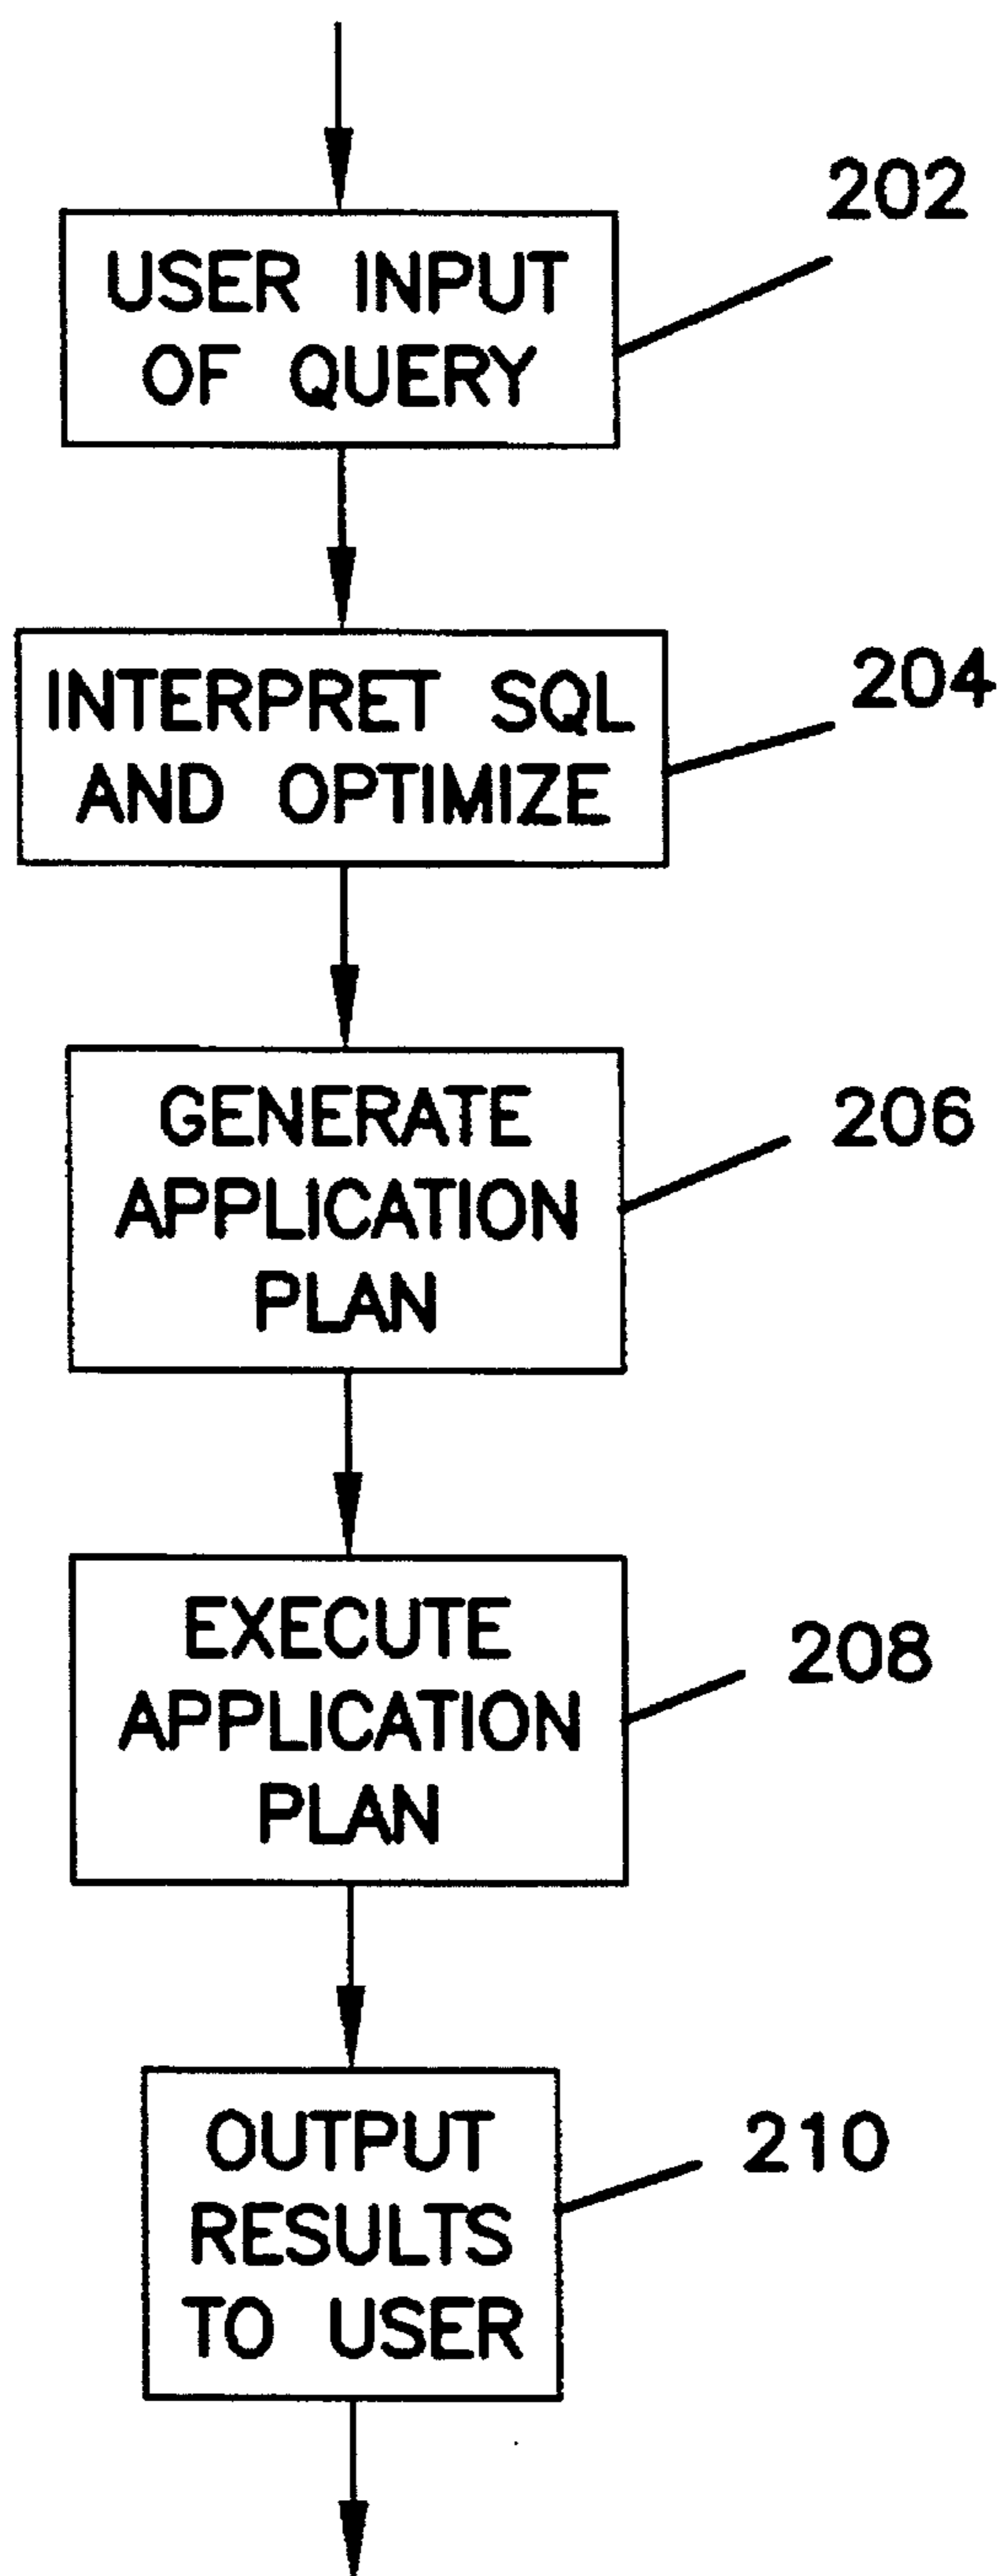 202
USER INPUT
OF QUERY
204
INTERPRET SQL
AND OPTIMIZE
206
GENERATE
APPLICATION
PLAN
208
EXECUTE
APPLICATION
PLAN
210
OUTPUT
RESULTS
TO USER